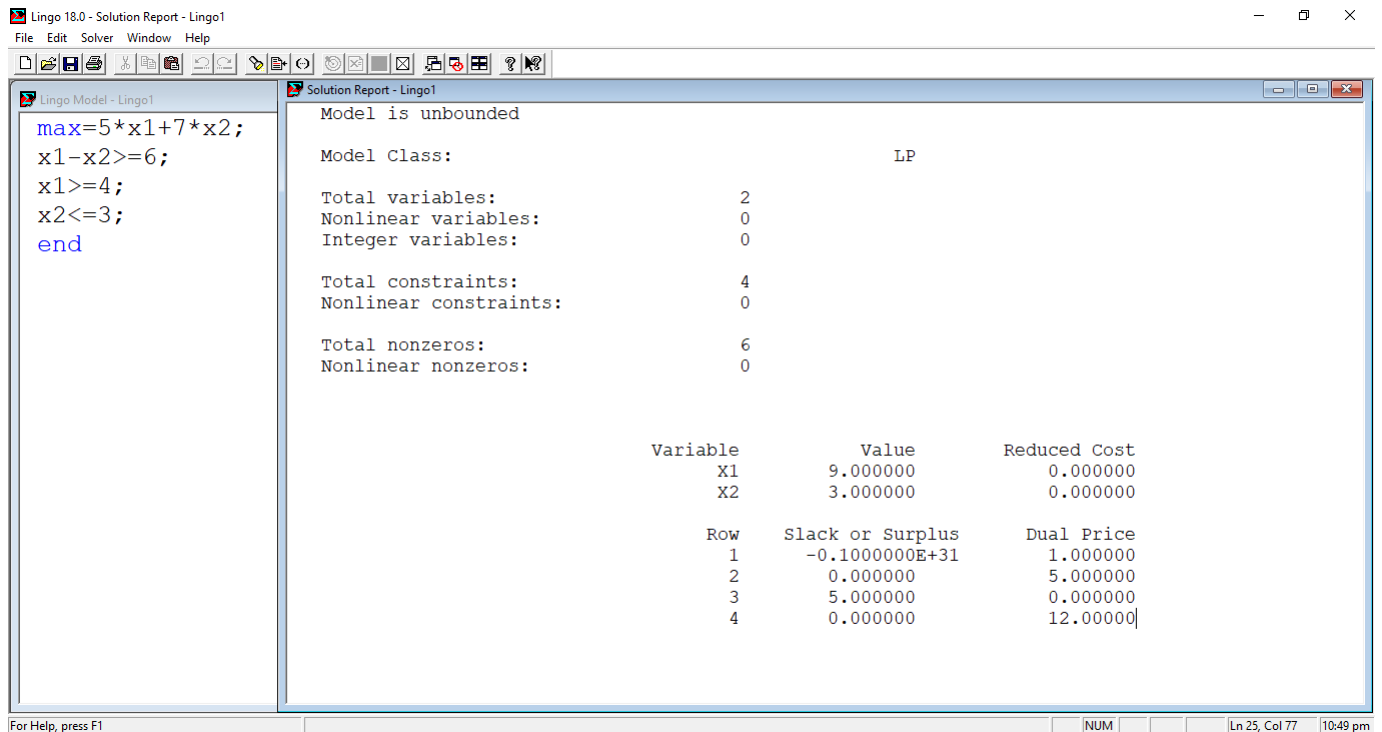 Lingo 18.0 - Solution Report - Lingo1
File Edit Solver Window Help
Lingo Model - Lingo1
max=5*x1+7*x2;
x1-x2>=6;
x1>=4;
x2<=3;
end
Solution Report - Lingo1
Model is unbounded
Model Class: LP
Total variables: 2
Nonlinear variables: 0
Integer variables: 0
Total constraints: 4
Nonlinear constraints: 0
Total nonzeros: 6
Nonlinear nonzeros: 0
Variable Value Reduced Cost
X1 9.000000 0.000000
X2 3.000000 0.000000
Row Slack or Surplus Dual Price
1 -0.1000000E+31 1.000000
2 0.000000 5.000000
3 5.000000 0.000000
4 0.000000 12.00000
For Help, press F1 NUM Ln 25, Col 77 10:49 pm